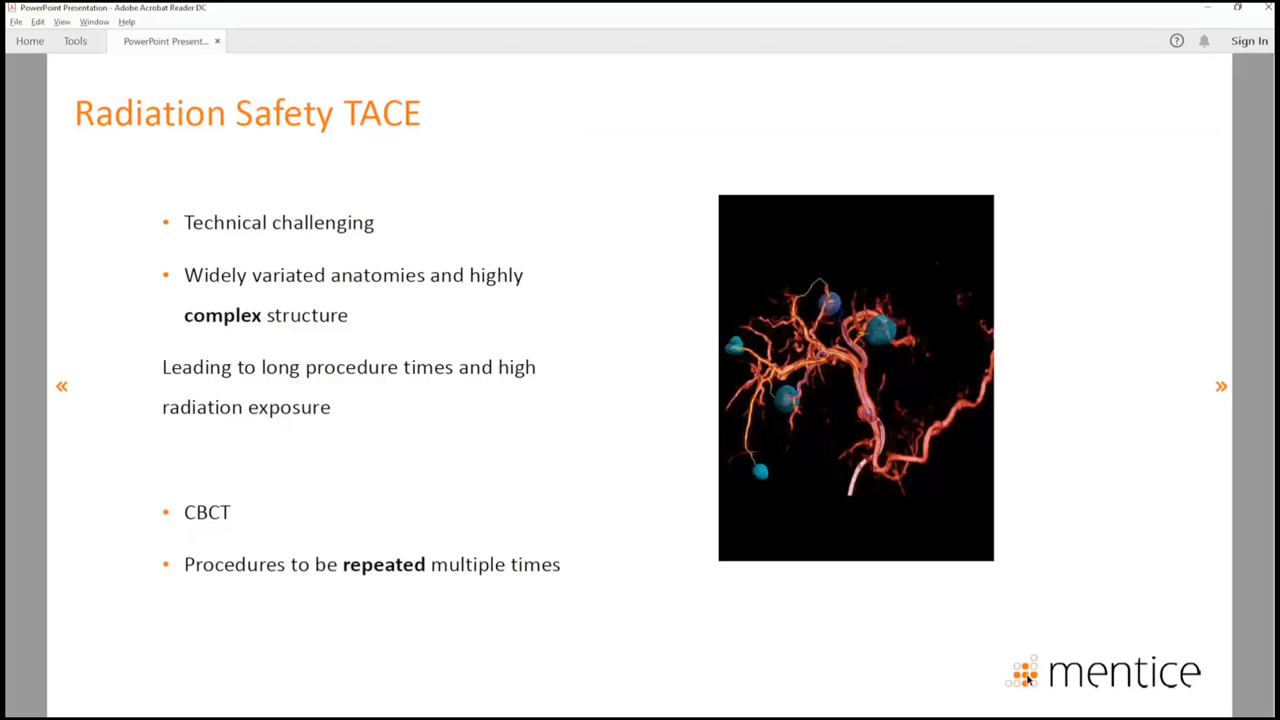 PowerPoint Presentation - Adobe Acrobat Reader DC
File Edit View Window Help
Home Tools PowerPoint Present... × Sign In
Radiation Safety TACE
• Technical challenging
• Widely variated anatomies and highly
complex structure
Leading to long procedure times and high
radiation exposure
• CBCT
• Procedures to be repeated multiple times
mentice